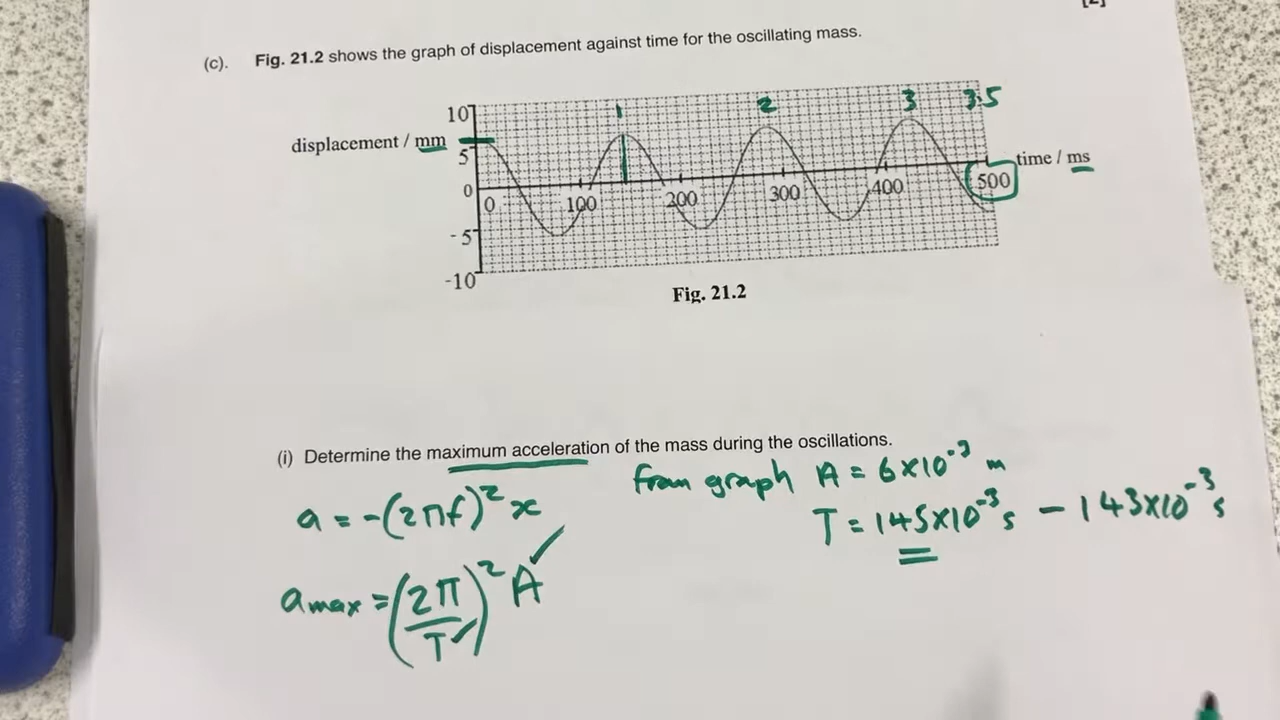 [2]
(c). Fig. 21.2 shows the graph of displacement against time for the oscillating mass.
1 2 3 3.5
10
displacement / mm
5
time / ms
0
0 100 200 300 400 500
- 5
-10
Fig. 21.2
(i) Determine the maximum acceleration of the mass during the oscillations.
from graph A = 6×10⁻³ m
a = -(2πf)² x
T = 145×10⁻³ s - 143×10⁻³ s
a max = (2π/T)² A ✓